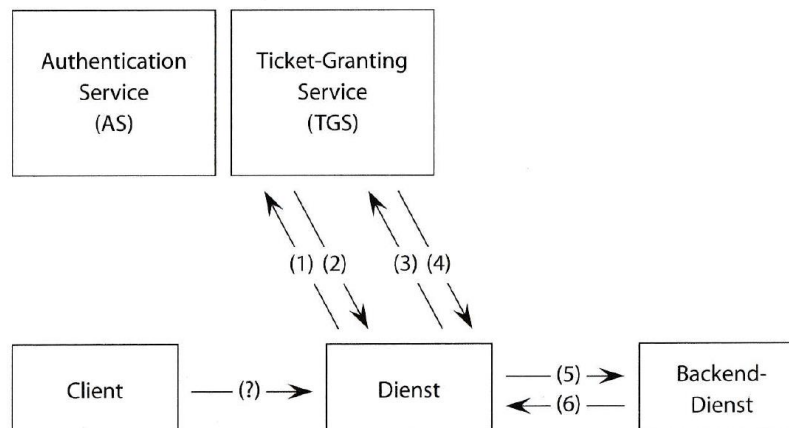 Authentication
Service
(AS)
Ticket-Granting
Service
(TGS)
(1) (2)
(3) (4)
Client
(?)
Dienst
(5)
(6)
Backend-
Dienst